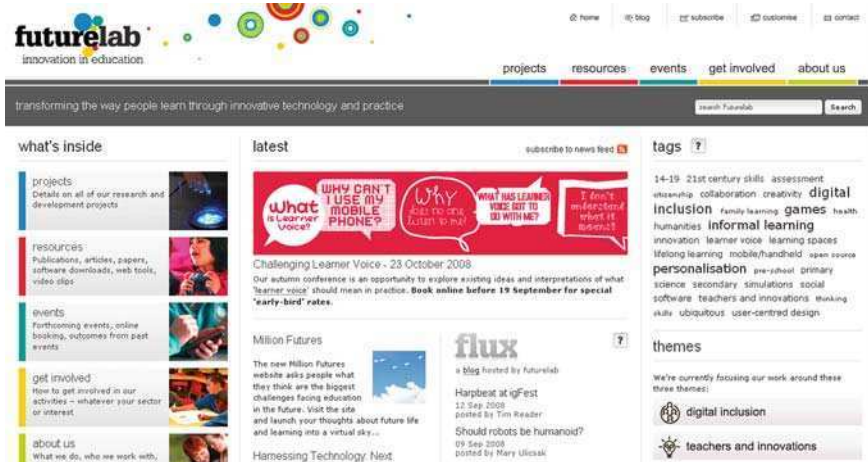 home blog subscribe customise contact
futurelab
innovation in education
projects resources events get involved about us
transforming the way people learn through innovative technology and practice
search Futurelab Search
what's inside
projects
Details on all of our research and
development projects
resources
Publications, articles, papers,
software downloads, web tools,
video clips
events
Forthcoming events, online
booking, outcomes from past
events
get involved
How to get involved in our
activities – whatever your sector
or interest
about us
What we do, who we work with,
latest
subscribe to news feed
What
is Learner
Voice?
WHY CAN'T
I USE MY
MOBILE
PHONE?
Why
does no one
listen to me?
WHAT HAS LEARNER
VOICE GOT TO
DO WITH ME?
I don't
understand
what it
means?
Challenging Learner Voice - 23 October 2008
Our autumn conference is an opportunity to explore existing ideas and interpretations of what
'learner voice' should mean in practice. Book online before 19 September for special
'early-bird' rates.
Million Futures
The new Million Futures
website asks people what
they think are the biggest
challenges facing education
in the future. Visit the site
and launch your thoughts about future life
and learning into a virtual sky...
Harnessing Technology: Next
flux ?
a blog hosted by futurelab
Harpbeat at igFest
12 Sep 2008
posted by Tim Reader
Should robots be humanoid?
09 Sep 2008
posted by Mary Ulicsak
tags ?
14-19 21st century skills assessment
citizenship collaboration creativity digital
inclusion family learning games health
humanities informal learning
innovation learner voice learning spaces
lifelong learning mobile/handheld open source
personalisation pre-school primary
science secondary simulations social
software teachers and innovations thinking
skills ubiquitous user-centred design
themes
We're currently focusing our work around these
three themes:
digital inclusion
teachers and innovations